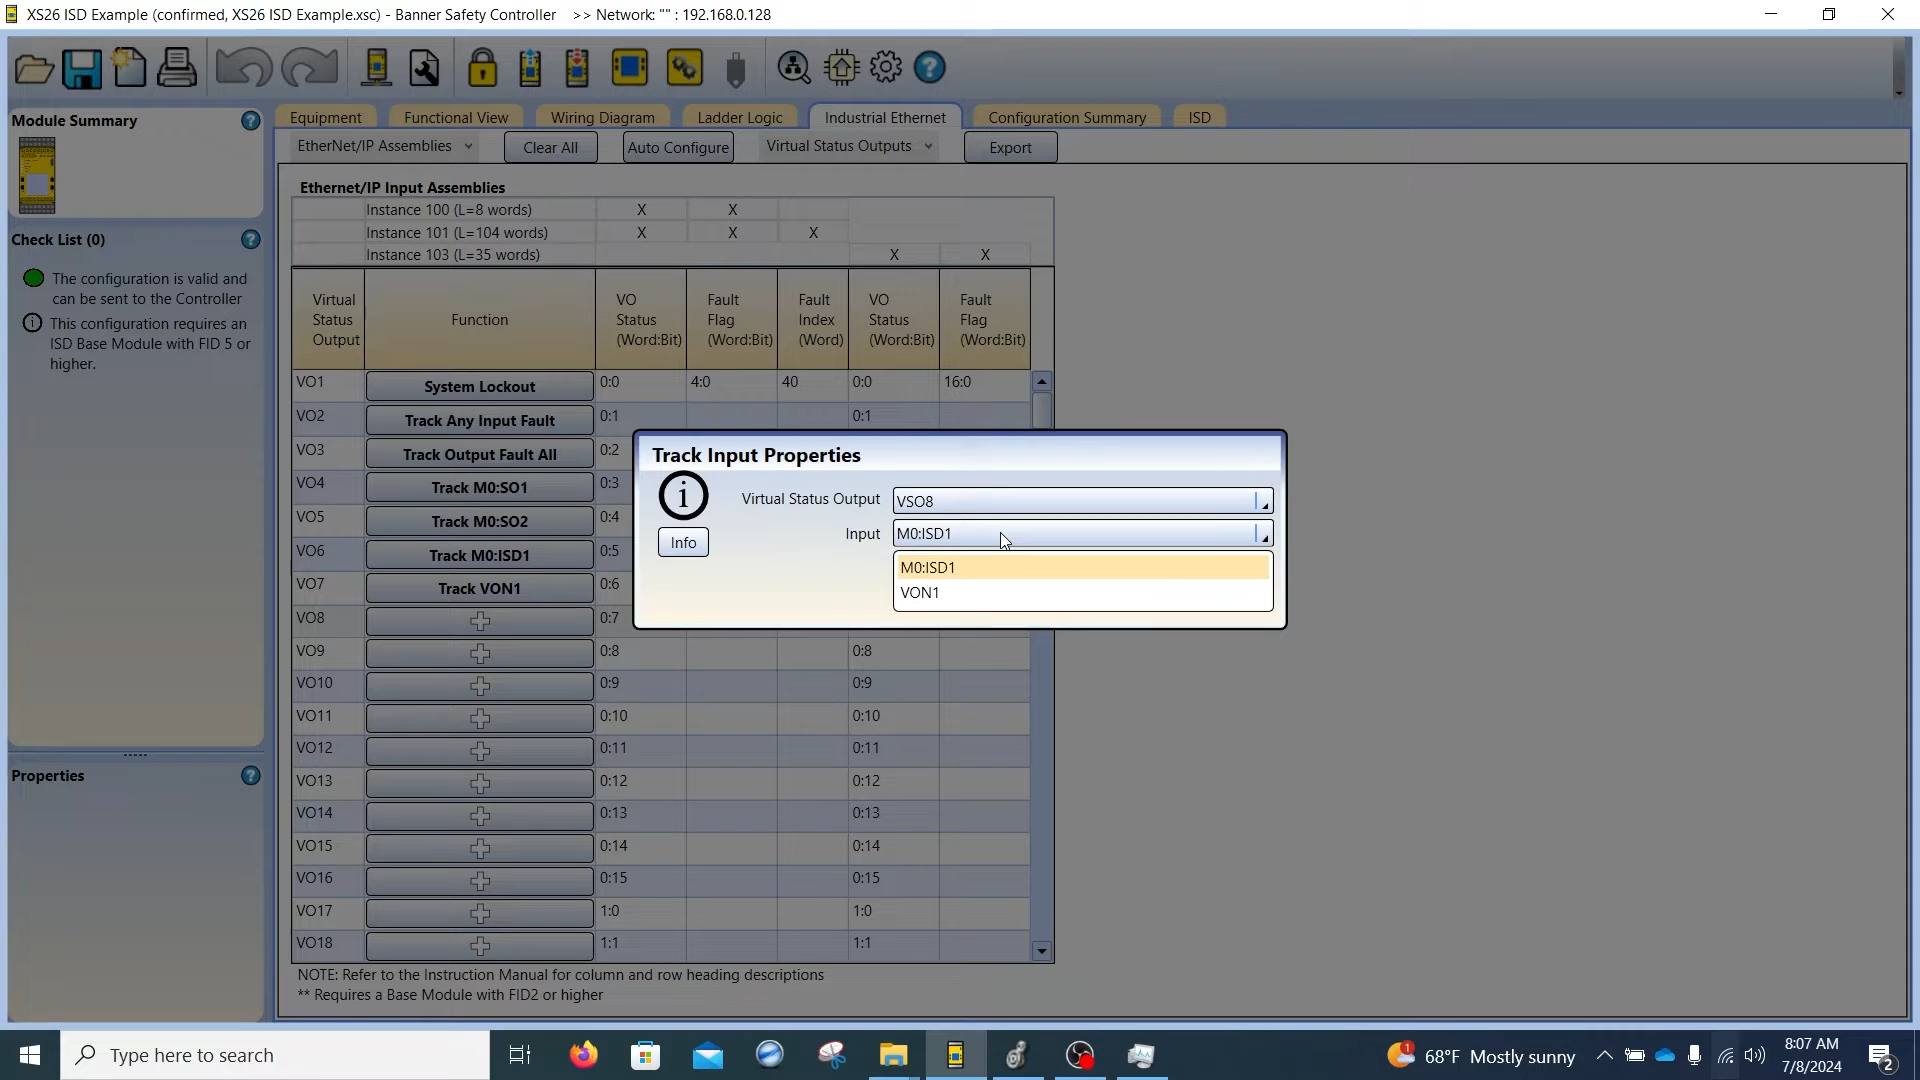 XS26 ISD Example (confirmed, XS26 ISD Example.xsc) - Banner Safety Controller >> Network: "" : 192.168.0.128
Module Summary
Check List (0)
The configuration is valid and
can be sent to the Controller
This configuration requires an
ISD Base Module with FID 5 or
higher.
Properties
Equipment Functional View Wiring Diagram Ladder Logic Industrial Ethernet Configuration Summary ISD
EtherNet/IP Assemblies Clear All Auto Configure Virtual Status Outputs Export
Ethernet/IP Input Assemblies
Instance 100 (L=8 words) X X
Instance 101 (L=104 words) X X X
Instance 103 (L=35 words) X X
Virtual Status Output Function VO Status (Word:Bit) Fault Flag (Word:Bit) Fault Index (Word) VO Status (Word:Bit) Fault Flag (Word:Bit)
VO1 System Lockout 0:0 4:0 40 0:0 16:0
VO2 Track Any Input Fault 0:1 0:1
VO3 Track Output Fault All 0:2
VO4 Track M0:SO1 0:3
VO5 Track M0:SO2 0:4
VO6 Track M0:ISD1 0:5
VO7 Track VON1 0:6
VO8 0:7
VO9 0:8 0:8
VO10 0:9 0:9
VO11 0:10 0:10
VO12 0:11 0:11
VO13 0:12 0:12
VO14 0:13 0:13
VO15 0:14 0:14
VO16 0:15 0:15
VO17 1:0 1:0
VO18 1:1 1:1
NOTE: Refer to the Instruction Manual for column and row heading descriptions
** Requires a Base Module with FID2 or higher
Track Input Properties
Virtual Status Output VSO8
Input M0:ISD1
Info
M0:ISD1
VON1
Type here to search
1
68°F Mostly sunny
8:07 AM
7/8/2024
2